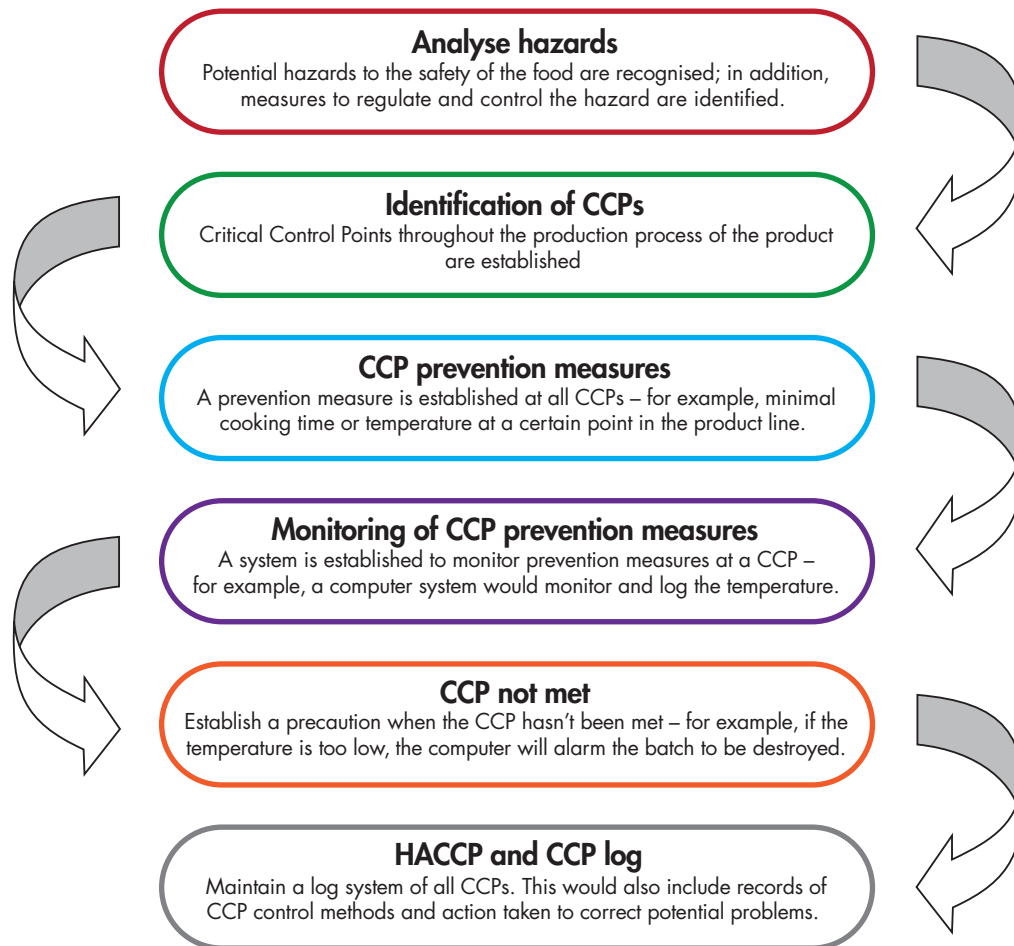 Analyse hazards
Potential hazards to the safety of the food are recognised; in addition,
measures to regulate and control the hazard are identified.
Identification of CCPs
Critical Control Points throughout the production process of the product
are established
CCP prevention measures
A prevention measure is established at all CCPs – for example, minimal
cooking time or temperature at a certain point in the product line.
Monitoring of CCP prevention measures
A system is established to monitor prevention measures at a CCP –
for example, a computer system would monitor and log the temperature.
CCP not met
Establish a precaution when the CCP hasn’t been met – for example, if the
temperature is too low, the computer will alarm the batch to be destroyed.
HACCP and CCP log
Maintain a log system of all CCPs. This would also include records of
CCP control methods and action taken to correct potential problems.